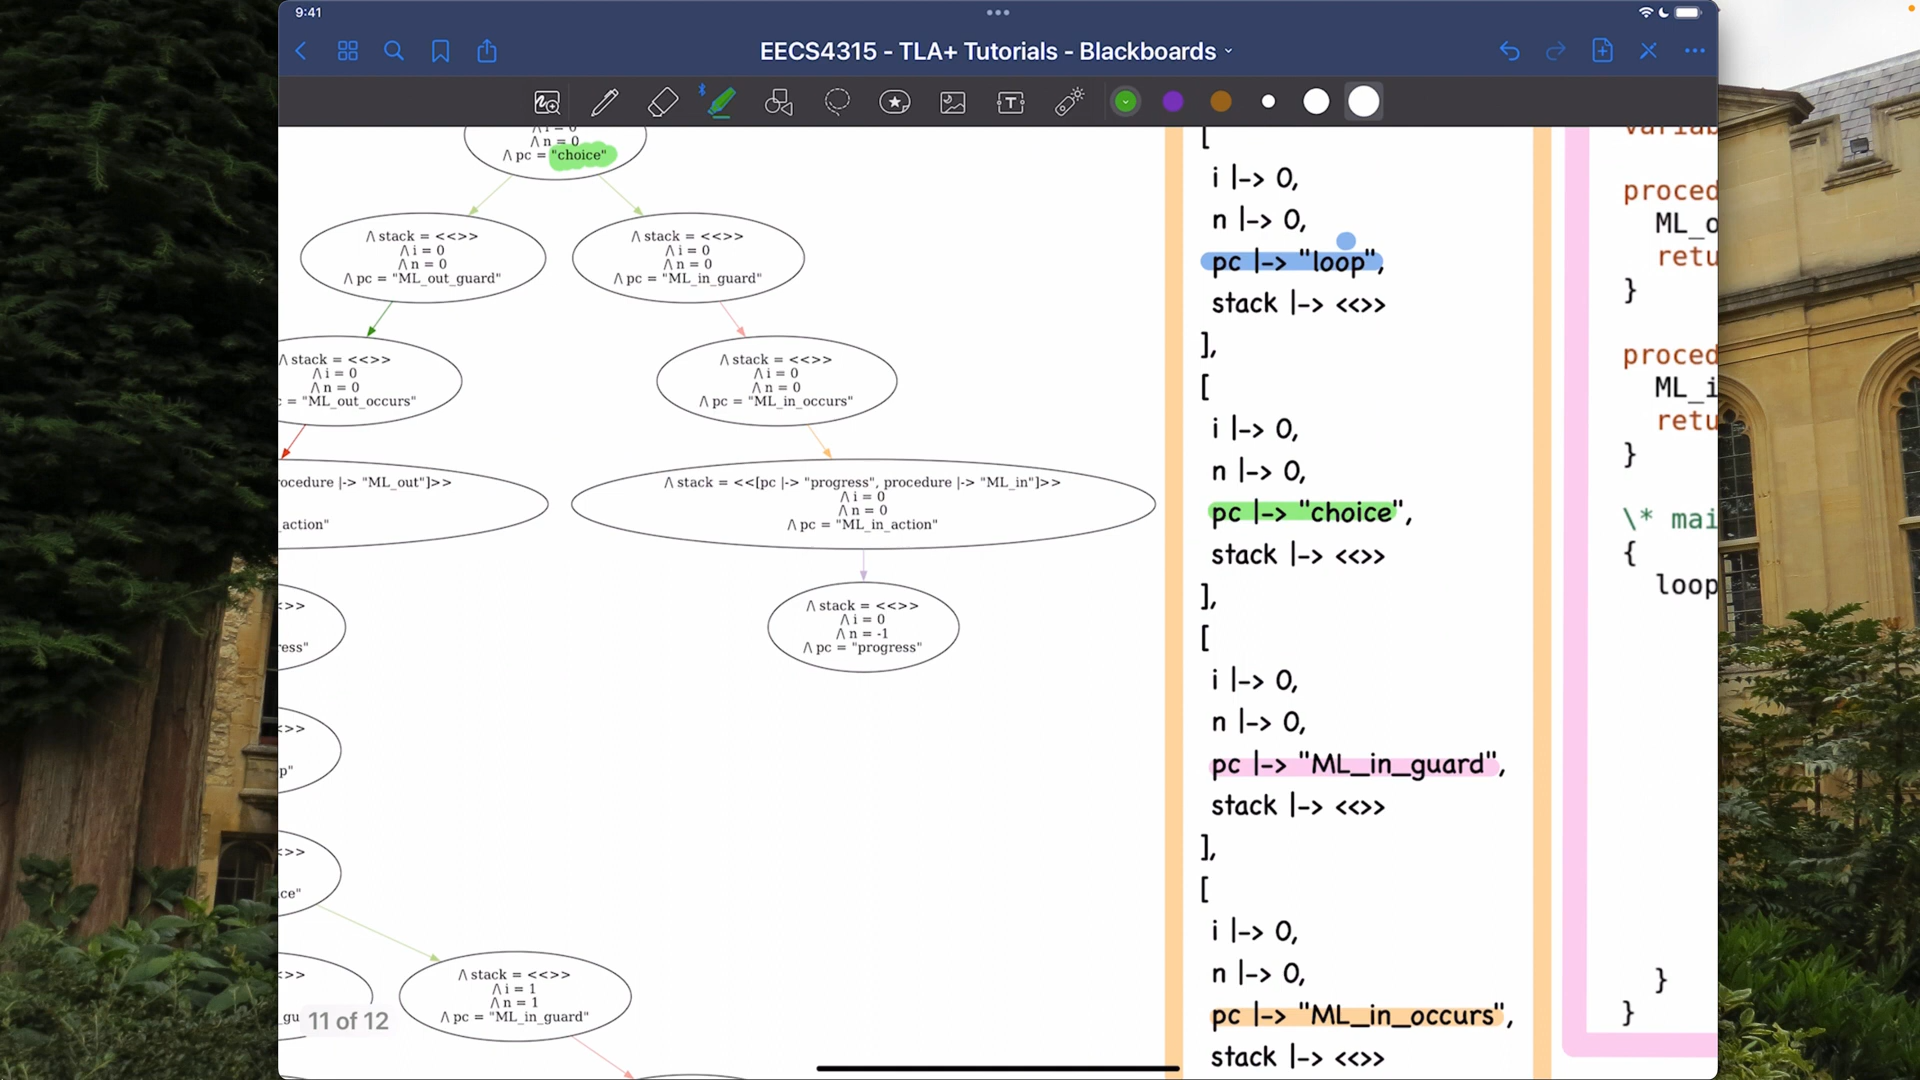 9:41
EECS4315 - TLA+ Tutorials - Blackboards
/\ n = 0
/\ pc = "choice"
/\ stack = <<>>
/\ i = 0
/\ n = 0
/\ pc = "ML_out_guard"
/\ stack = <<>>
/\ i = 0
/\ n = 0
/\ pc = "ML_in_guard"
/\ stack = <<>>
/\ i = 0
/\ n = 0
= "ML_out_occurs"
/\ stack = <<>>
/\ i = 0
/\ n = 0
/\ pc = "ML_in_occurs"
ocedure |-> "ML_out"]>>
action"
/\ stack = <<[pc |-> "progress", procedure |-> "ML_in"]>>
/\ i = 0
/\ n = 0
/\ pc = "ML_in_action"
>>
ess"
/\ stack = <<>>
/\ i = 0
/\ n = -1
/\ pc = "progress"
>>
p"
>>
ce"
>>
gu
/\ stack = <<>>
/\ i = 1
/\ n = 1
/\ pc = "ML_in_guard"
11 of 12
[
i |-> 0,
n |-> 0,
pc |-> "loop",
stack |-> <<>>
],
[
i |-> 0,
n |-> 0,
pc |-> "choice",
stack |-> <<>>
],
[
i |-> 0,
n |-> 0,
pc |-> "ML_in_guard",
stack |-> <<>>
],
[
i |-> 0,
n |-> 0,
pc |-> "ML_in_occurs",
stack |-> <<>>
variab
proced
ML_o
retu
}
proced
ML_i
retu
}
\* mai
{
loop
}
}